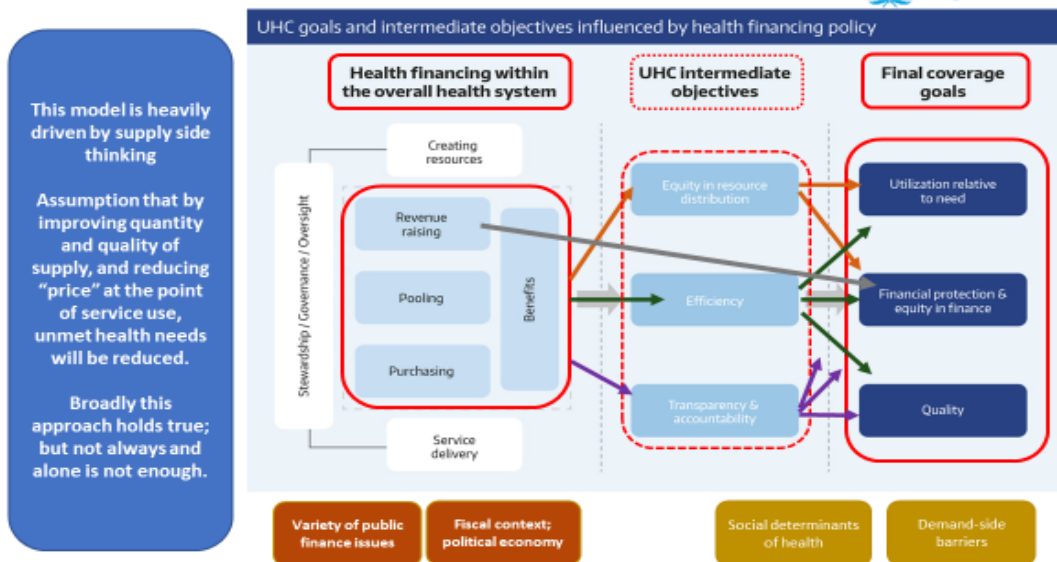 UHC goals and intermediate objectives influenced by health financing policy
This model is heavily
driven by supply side
thinking
Assumption that by
improving quantity
and quality of
supply, and reducing
“price” at the point
of service use,
unmet health needs
will be reduced.
Broadly this
approach holds true;
but not always and
alone is not enough.
Health financing within
the overall health system
UHC intermediate
objectives
Final coverage
goals
Stewardship / Governance / Oversight
Creating
resources
Revenue
raising
Pooling
Purchasing
Benefits
Service
delivery
Equity in resource
distribution
Efficiency
Transparency &
accountability
Utilization relative
to need
Financial protection &
equity in finance
Quality
Variety of public
finance issues
Fiscal context;
political economy
Social determinants
of health
Demand-side
barriers